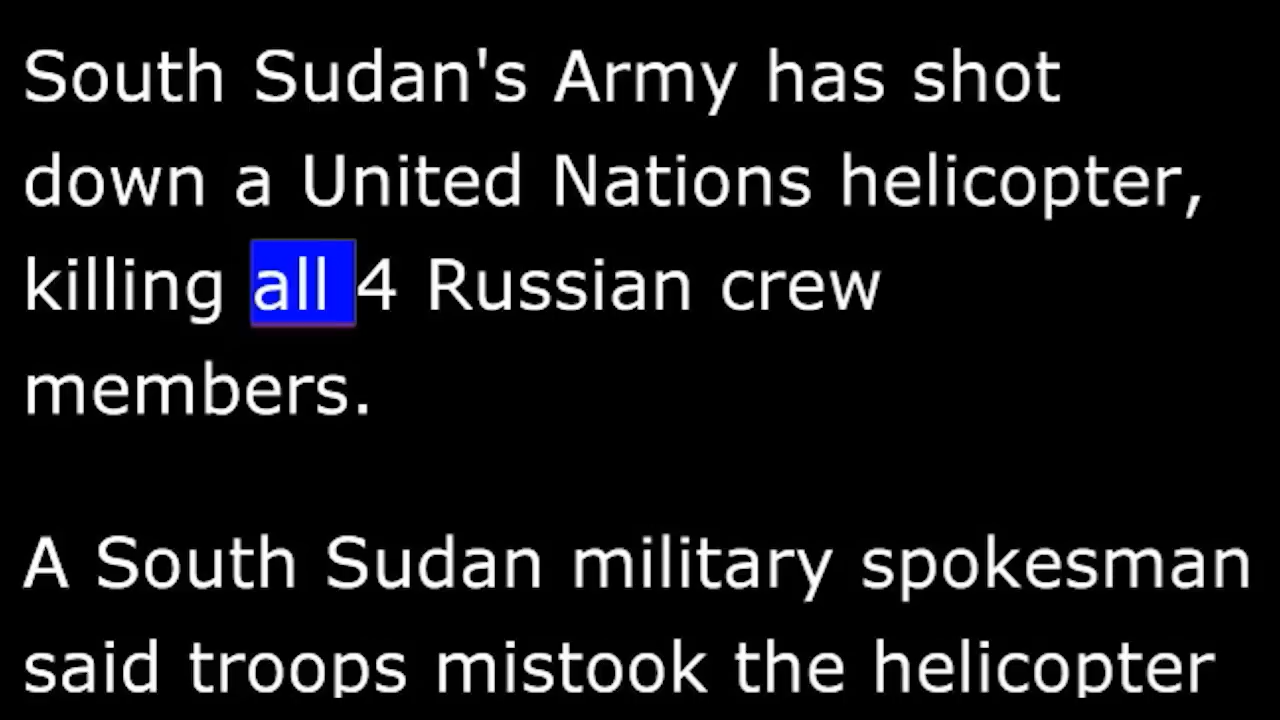 South Sudan's Army has shot
down a United Nations helicopter,
killing all 4 Russian crew
members.
A South Sudan military spokesman
said troops mistook the helicopter